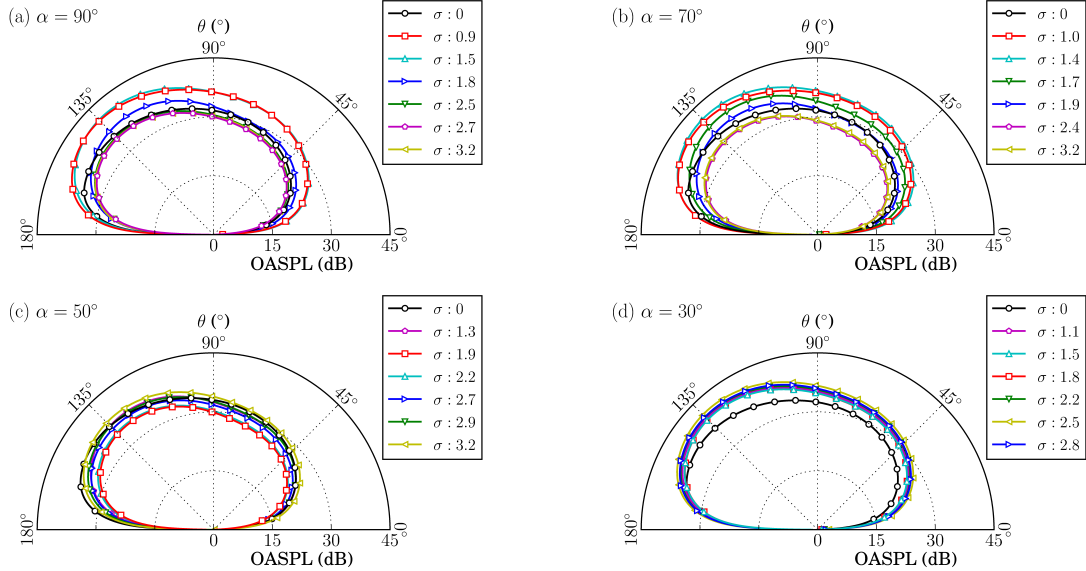 (a) α = 90°
θ (°)
90°
135°
45°
180°
0°
0
15
30
45
OASPL (dB)
σ : 0
σ : 0.9
σ : 1.5
σ : 1.8
σ : 2.5
σ : 2.7
σ : 3.2
(b) α = 70°
θ (°)
90°
135°
45°
180°
0°
0
15
30
45
OASPL (dB)
σ : 0
σ : 1.0
σ : 1.4
σ : 1.7
σ : 1.9
σ : 2.4
σ : 3.2
(c) α = 50°
θ (°)
90°
135°
45°
180°
0°
0
15
30
45
OASPL (dB)
σ : 0
σ : 1.3
σ : 1.9
σ : 2.2
σ : 2.7
σ : 2.9
σ : 3.2
(d) α = 30°
θ (°)
90°
135°
45°
180°
0°
0
15
30
45
OASPL (dB)
σ : 0
σ : 1.1
σ : 1.5
σ : 1.8
σ : 2.2
σ : 2.5
σ : 2.8